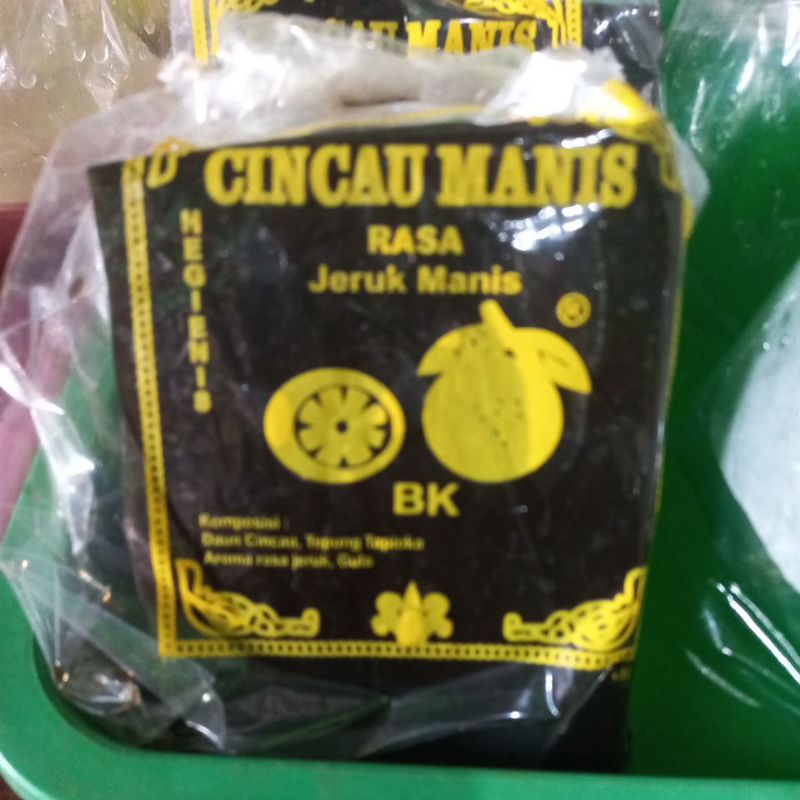 CINCAU MANIS
CINCAU MANIS
RASA
Jeruk Manis
HEGIENIS
®
BK
Komposisi :
Daun Cincau, Tepung Tapioka
Aroma rasa jeruk, Gula